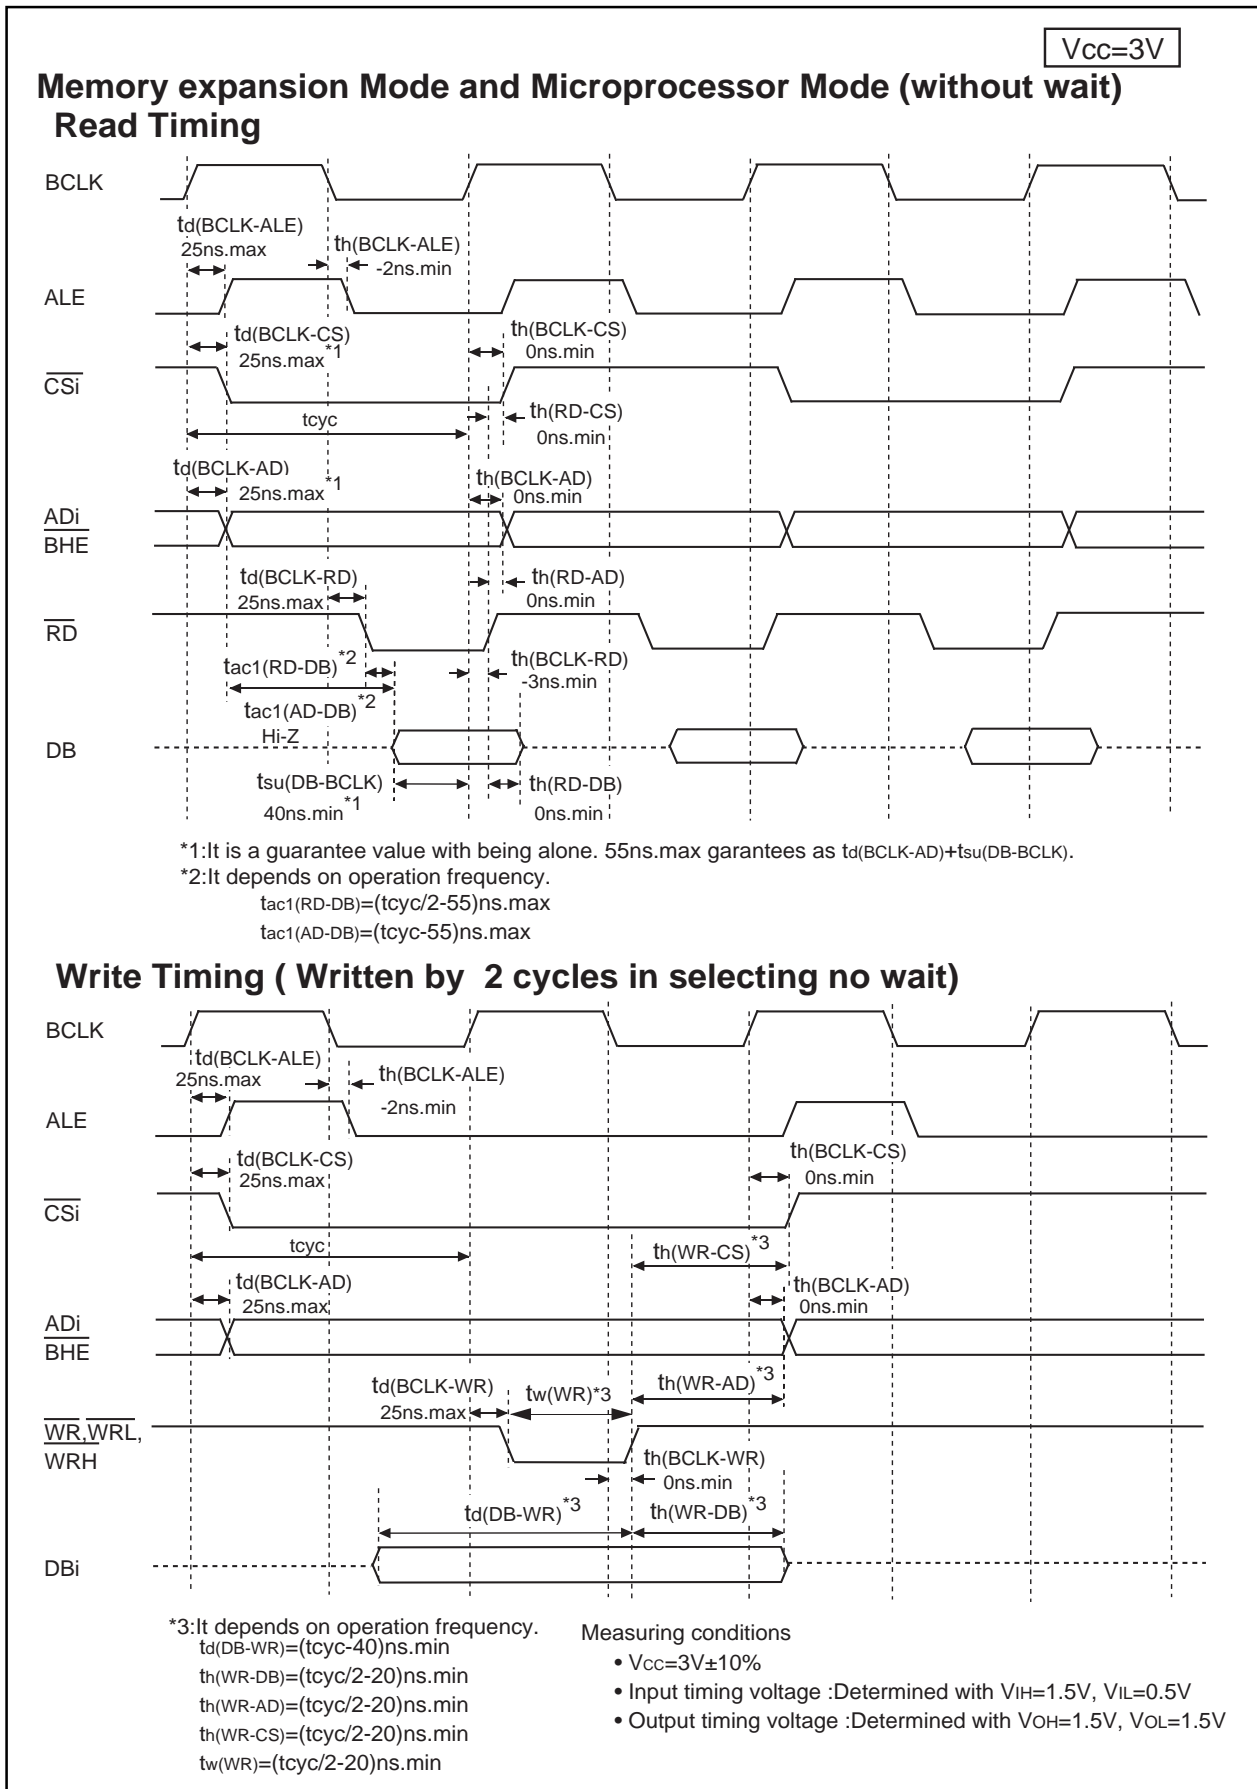 Vcc=3V
Memory expansion Mode and Microprocessor Mode (without wait)
Read Timing
BCLK
td(BCLK-ALE)
25ns.max
th(BCLK-ALE)
-2ns.min
ALE
td(BCLK-CS)
25ns.max*1
th(BCLK-CS)
0ns.min
CSi
tcyc
th(RD-CS)
0ns.min
td(BCLK-AD)
25ns.max*1
th(BCLK-AD)
0ns.min
ADi
BHE
td(BCLK-RD)
25ns.max
th(RD-AD)
0ns.min
RD
tac1(RD-DB)*2
th(BCLK-RD)
-3ns.min
tac1(AD-DB)*2
Hi-Z
DB
tsu(DB-BCLK)
40ns.min*1
th(RD-DB)
0ns.min
*1:It is a guarantee value with being alone. 55ns.max garantees as td(BCLK-AD)+tsu(DB-BCLK).
*2:It depends on operation frequency.
tac1(RD-DB)=(tcyc/2-55)ns.max
tac1(AD-DB)=(tcyc-55)ns.max
Write Timing ( Written by 2 cycles in selecting no wait)
BCLK
td(BCLK-ALE)
25ns.max
th(BCLK-ALE)
-2ns.min
ALE
td(BCLK-CS)
25ns.max
th(BCLK-CS)
0ns.min
CSi
tcyc
th(WR-CS)*3
td(BCLK-AD)
25ns.max
th(BCLK-AD)
0ns.min
ADi
BHE
td(BCLK-WR)
25ns.max
tw(WR)*3
th(WR-AD)*3
WR,WRL,
WRH
th(BCLK-WR)
0ns.min
td(DB-WR)*3
th(WR-DB)*3
DBi
*3:It depends on operation frequency.
td(DB-WR)=(tcyc-40)ns.min
th(WR-DB)=(tcyc/2-20)ns.min
th(WR-AD)=(tcyc/2-20)ns.min
th(WR-CS)=(tcyc/2-20)ns.min
tw(WR)=(tcyc/2-20)ns.min
Measuring conditions
• VCC=3V±10%
• Input timing voltage :Determined with VIH=1.5V, VIL=0.5V
• Output timing voltage :Determined with VOH=1.5V, VOL=1.5V